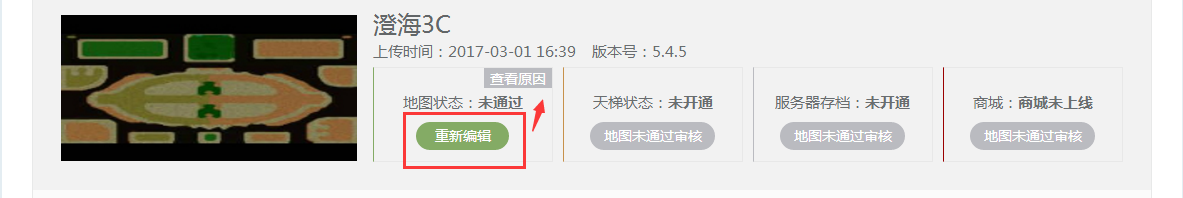 澄海3C
上传时间：2017-03-01 16:39 版本号：5.4.5
查看原因
地图状态：未通过
重新编辑
天梯状态：未开通
地图未通过审核
服务器存档：未开通
地图未通过审核
商城：商城未上线
地图未通过审核